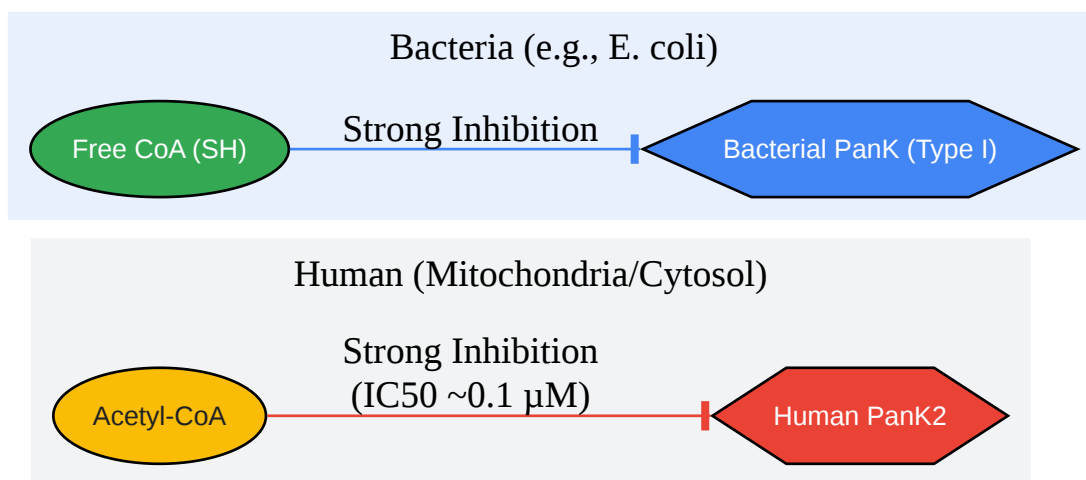 Bacteria (e.g., E. coli)
Free CoA (SH)
Strong Inhibition
Bacterial PanK (Type I)
Human (Mitochondria/Cytosol)
Strong Inhibition
(IC50 ~0.1 µM)
Acetyl-CoA
Human PanK2